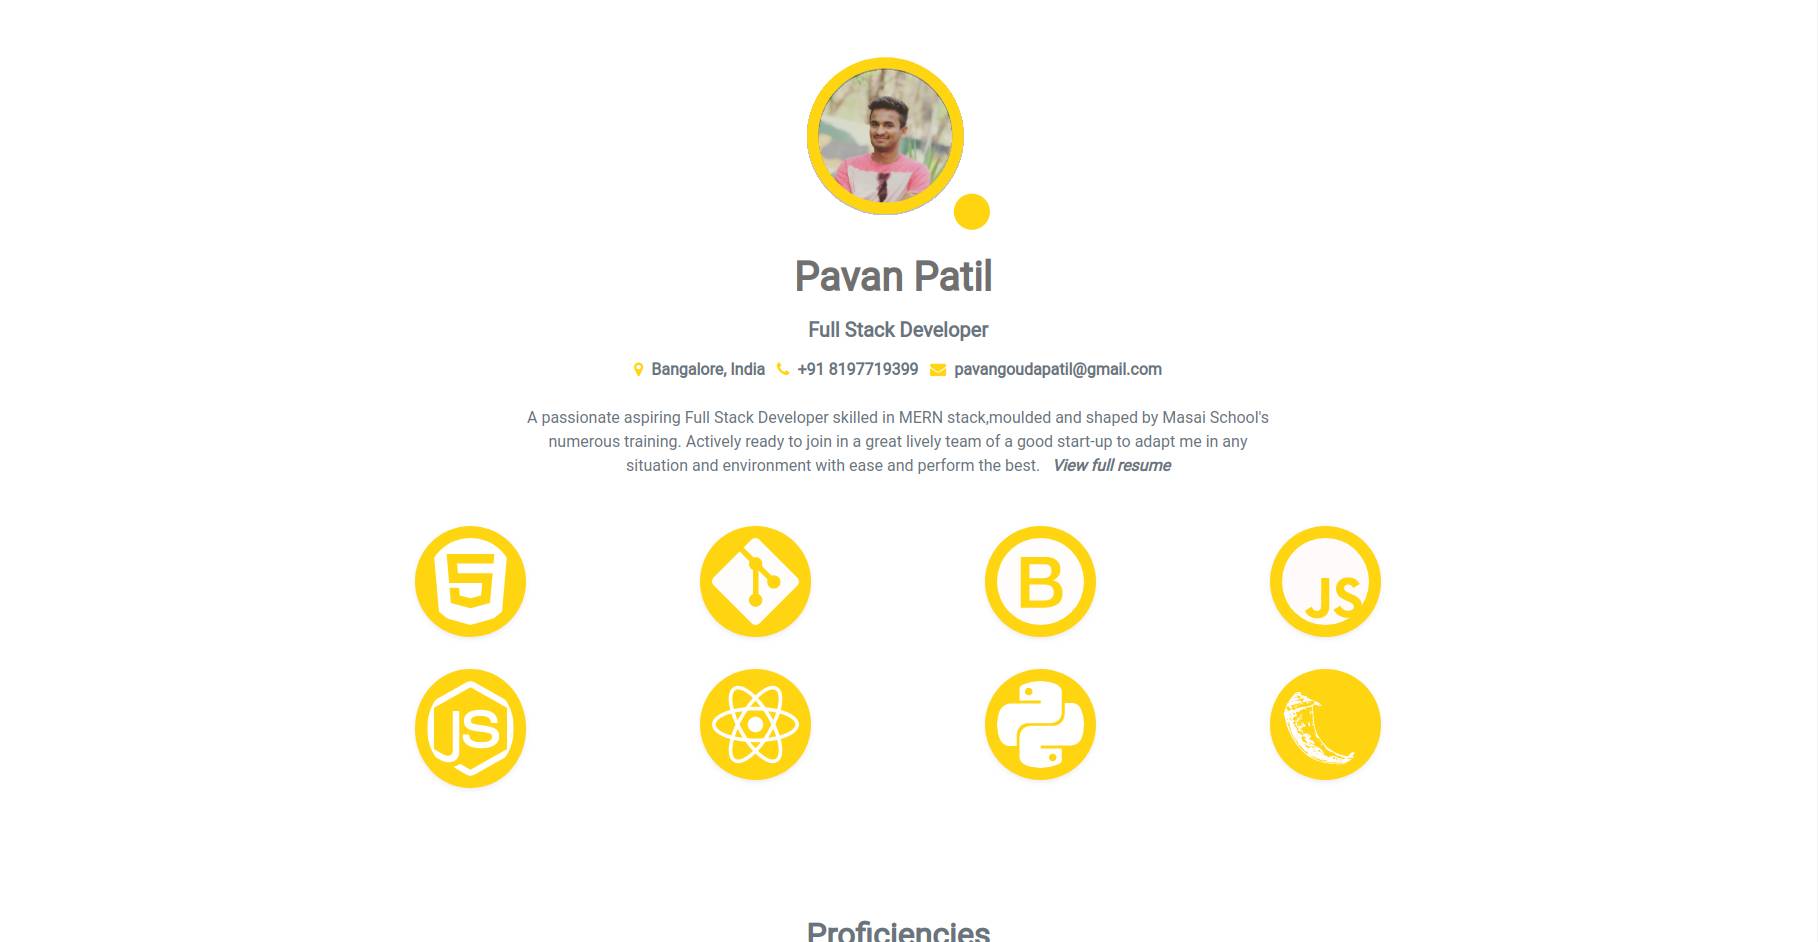 Pavan Patil
Full Stack Developer
Bangalore, India +91 8197719399 pavangoudapatil@gmail.com
A passionate aspiring Full Stack Developer skilled in MERN stack,moulded and shaped by Masai School's
numerous training. Actively ready to join in a great lively team of a good start-up to adapt me in any
situation and environment with ease and perform the best. View full resume
5 B JS
JS
Proficiencies